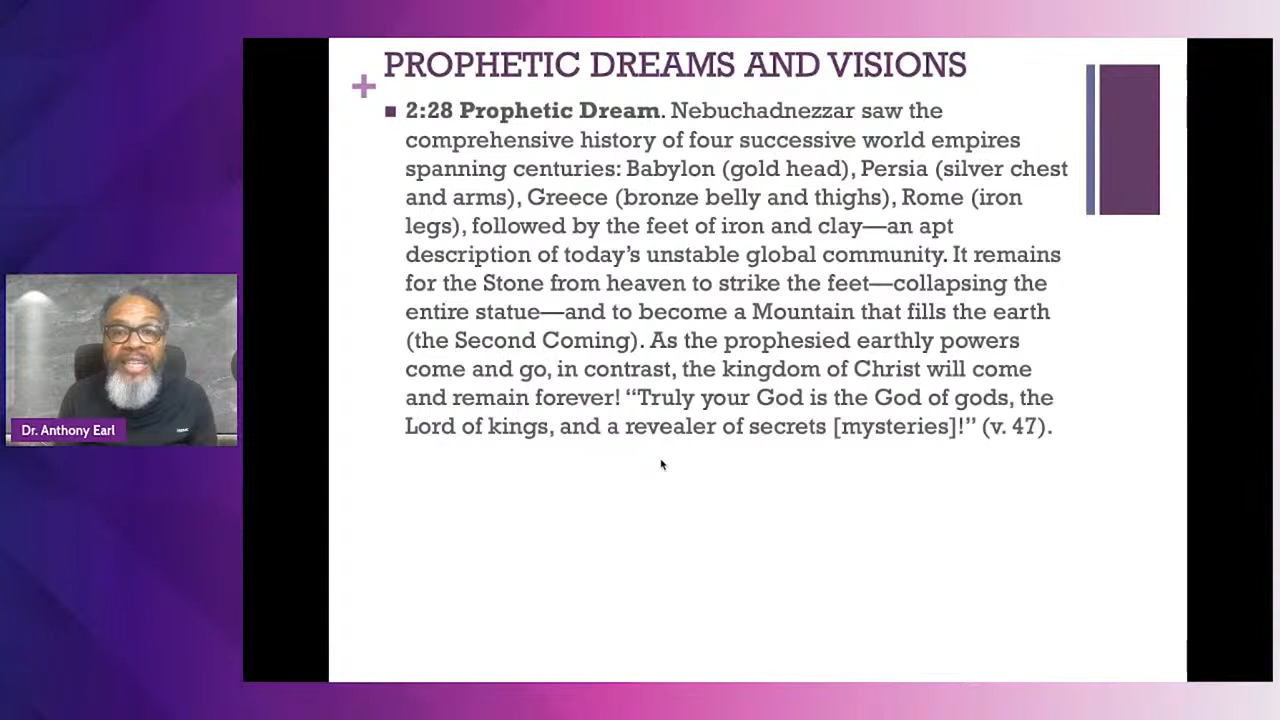 PROPHETIC DREAMS AND VISIONS
+
2:28 Prophetic Dream. Nebuchadnezzar saw the
comprehensive history of four successive world empires
spanning centuries: Babylon (gold head), Persia (silver chest
and arms), Greece (bronze belly and thighs), Rome (iron
legs), followed by the feet of iron and clay—an apt
description of today’s unstable global community. It remains
for the Stone from heaven to strike the feet—collapsing the
entire statue—and to become a Mountain that fills the earth
(the Second Coming). As the prophesied earthly powers
come and go, in contrast, the kingdom of Christ will come
and remain forever! “Truly your God is the God of gods, the
Lord of kings, and a revealer of secrets [mysteries]!” (v. 47).
Dr. Anthony Earl